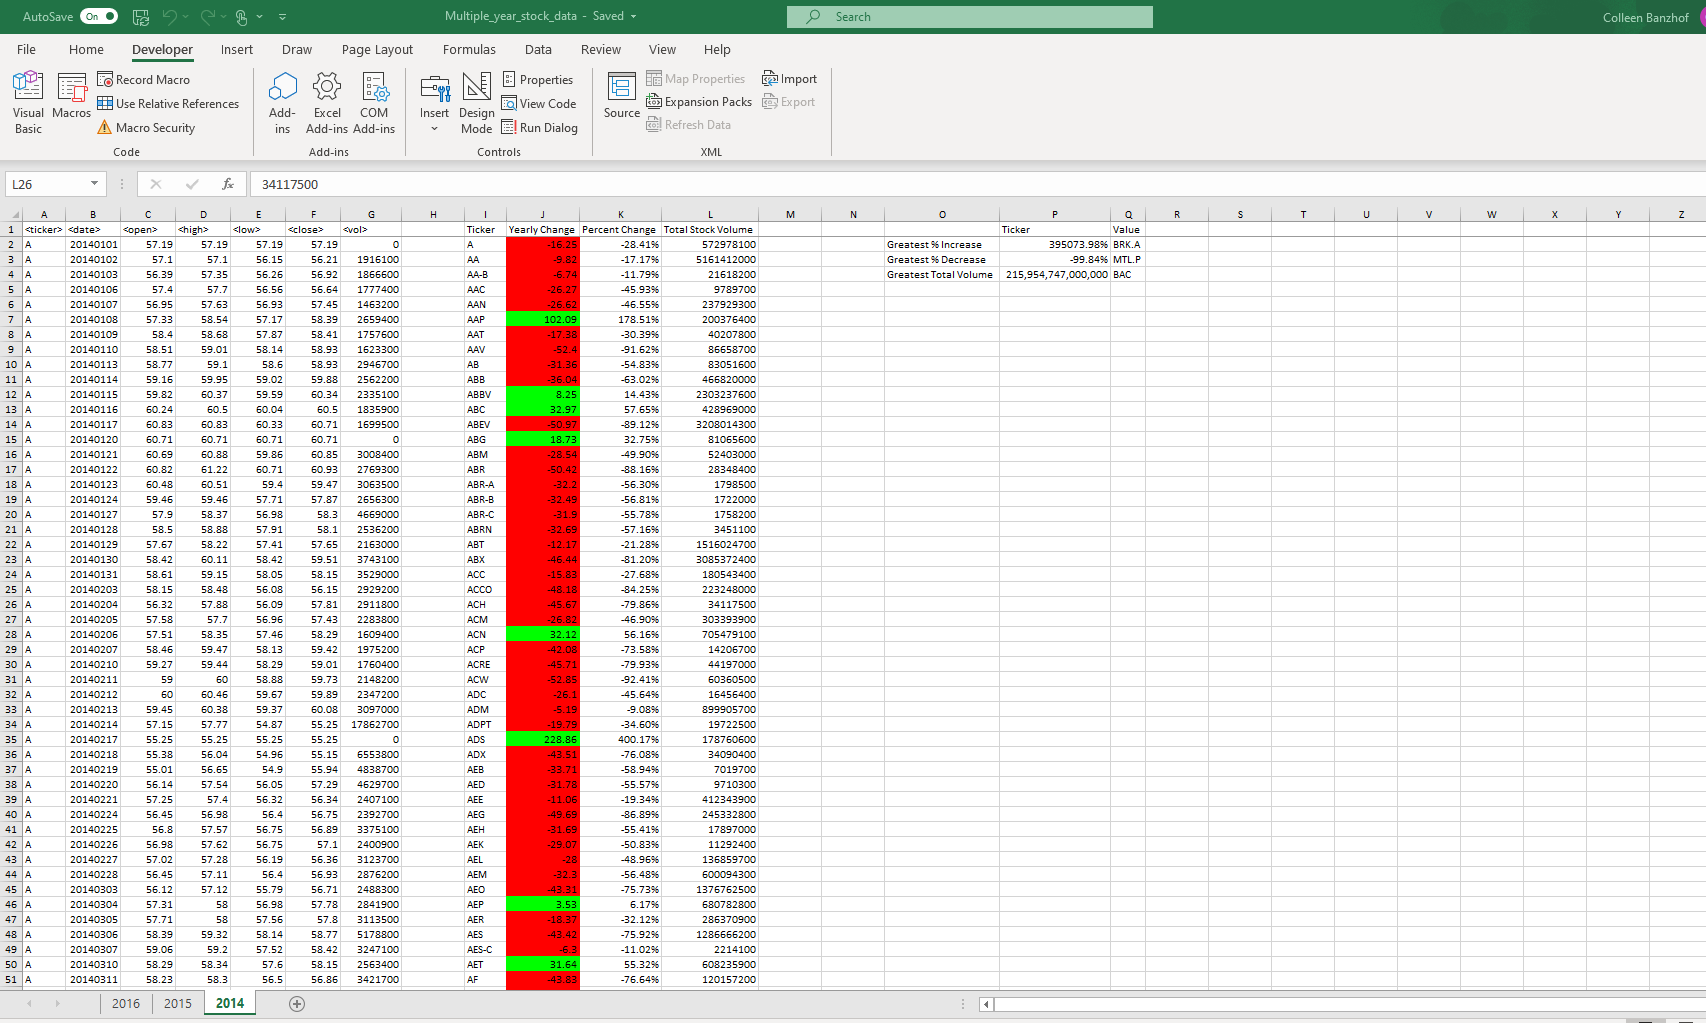 AutoSave On Multiple_year_stock_data - Saved Search Colleen Banzhof
File Home Developer Insert Draw Page Layout Formulas Data Review View Help
Visual Basic Macros Record Macro Use Relative References Macro Security Code
Add-ins Excel Add-ins COM Add-ins Add-ins
Insert Design Mode Properties View Code Run Dialog Controls
Source Map Properties Expansion Packs Refresh Data Import Export XML
L26 fx 34117500
A B C D E F G H I J K L M N O P Q R S T U V W X Y Z
1 <ticker> <date> <open> <high> <low> <close> <vol> Ticker Yearly Change Percent Change Total Stock Volume Ticker Value
2 A 20140101 57.19 57.19 57.19 57.19 0 A -16.25 -28.41% 572978100 Greatest % Increase 395073.98% BRK.A
3 A 20140102 57.1 57.1 56.15 56.21 1916100 AA -9.82 -17.17% 5161412000 Greatest % Decrease -99.84% MTL.P
4 A 20140103 56.39 57.35 56.26 56.92 1866600 AA-B -6.74 -11.79% 21618200 Greatest Total Volume 215,954,747,000,000 BAC
5 A 20140106 57.4 57.7 56.56 56.64 1777400 AAC -26.27 -45.93% 9789700
6 A 20140107 56.95 57.63 56.93 57.45 1463200 AAN -26.62 -46.55% 237929300
7 A 20140108 57.33 58.54 57.17 58.39 2659400 AAP 102.09 178.51% 200376400
8 A 20140109 58.4 58.68 57.87 58.41 1757600 AAT -17.38 -30.39% 40207800
9 A 20140110 58.51 59.01 58.14 58.93 1623300 AAV -52.4 -91.62% 86658700
10 A 20140113 58.77 59.1 58.6 58.93 2946700 AB -31.36 -54.83% 83051600
11 A 20140114 59.16 59.95 59.02 59.88 2562200 ABB -36.04 -63.02% 466820000
12 A 20140115 59.82 60.37 59.59 60.34 2335100 ABBV 8.25 14.43% 2303237600
13 A 20140116 60.24 60.5 60.04 60.5 1835900 ABC 32.97 57.65% 428969000
14 A 20140117 60.83 60.83 60.33 60.71 1699500 ABEV -50.97 -89.12% 3208014300
15 A 20140120 60.71 60.71 60.71 60.71 0 ABG 18.73 32.75% 81065600
16 A 20140121 60.69 60.88 59.86 60.85 3008400 ABM -28.54 -49.90% 52403000
17 A 20140122 60.82 61.22 60.71 60.93 2769300 ABR -50.42 -88.16% 28348400
18 A 20140123 60.48 60.51 59.4 59.47 3063500 ABR-A -32.2 -56.30% 1798500
19 A 20140124 59.46 59.46 57.71 57.87 2656300 ABR-B -32.49 -56.81% 1722000
20 A 20140127 57.9 58.37 56.98 58.3 4669000 ABR-C -31.9 -55.78% 1758200
21 A 20140128 58.5 58.88 57.91 58.1 2536200 ABRN -32.69 -57.16% 3451100
22 A 20140129 57.67 58.22 57.41 57.65 2163000 ABT -12.17 -21.28% 1516024700
23 A 20140130 58.42 60.11 58.42 59.51 3743100 ABX -46.44 -81.20% 3085372400
24 A 20140131 58.61 59.15 58.05 58.15 3529000 ACC -15.83 -27.68% 180543400
25 A 20140203 58.15 58.48 56.08 56.15 2929200 ACCO -48.18 -84.25% 223248000
26 A 20140204 56.32 57.88 56.09 57.81 2911800 ACH -45.67 -79.86% 34117500
27 A 20140205 57.58 57.7 56.96 57.43 2283800 ACM -26.82 -46.90% 303393900
28 A 20140206 57.51 58.35 57.46 58.29 1609400 ACN 32.12 56.16% 705479100
29 A 20140207 58.46 59.47 58.13 59.42 1975200 ACP -42.08 -73.58% 14206700
30 A 20140210 59.27 59.44 58.29 59.01 1760400 ACRE -45.71 -79.93% 44197000
31 A 20140211 59 60 58.88 59.73 2148200 ACW -52.85 -92.41% 60360500
32 A 20140212 60 60.46 59.67 59.89 2347200 ADC -26.1 -45.64% 16456400
33 A 20140213 59.45 60.38 59.37 60.08 3097000 ADM -5.19 -9.08% 899905700
34 A 20140214 57.15 57.77 54.87 55.25 17862700 ADPT -19.79 -34.60% 19722500
35 A 20140217 55.25 55.25 55.25 55.25 0 ADS 228.86 400.17% 178760600
36 A 20140218 55.38 56.04 54.96 55.15 6553800 ADX -43.51 -76.08% 34090400
37 A 20140219 55.01 56.65 54.9 55.94 4838700 AEB -33.71 -58.94% 7019700
38 A 20140220 56.14 57.54 56.05 57.29 4629700 AED -31.78 -55.57% 9710300
39 A 20140221 57.25 57.4 56.32 56.34 2407100 AEE -11.06 -19.34% 412343900
40 A 20140224 56.45 56.98 56.4 56.75 2392700 AEG -49.69 -86.89% 245332800
41 A 20140225 56.8 57.57 56.75 56.89 3375100 AEH -31.69 -55.41% 17897000
42 A 20140226 56.98 57.62 56.75 57.1 2400900 AEK -29.07 -50.83% 11292400
43 A 20140227 57.02 57.28 56.19 56.36 3123700 AEL -28 -48.96% 136859700
44 A 20140228 56.45 57.11 56.4 56.93 2876200 AEM -32.3 -56.48% 600094300
45 A 20140303 56.12 57.12 55.79 56.71 2488300 AEO -43.31 -75.73% 1376762500
46 A 20140304 57.31 58 56.98 57.78 2841900 AEP 3.53 6.17% 680782800
47 A 20140305 57.71 58 57.56 57.8 3113500 AER -18.37 -32.12% 286370900
48 A 20140306 58.39 59.32 58.14 58.77 5178800 AES -43.42 -75.92% 1286666200
49 A 20140307 59.06 59.2 57.52 58.42 3247100 AES-C -6.3 -11.02% 2214100
50 A 20140310 58.29 58.34 57.6 58.15 2563400 AET 31.64 55.32% 608235900
51 A 20140311 58.23 58.3 56.5 56.86 3421700 AF -43.83 -76.64% 120157200
2016 2015 2014